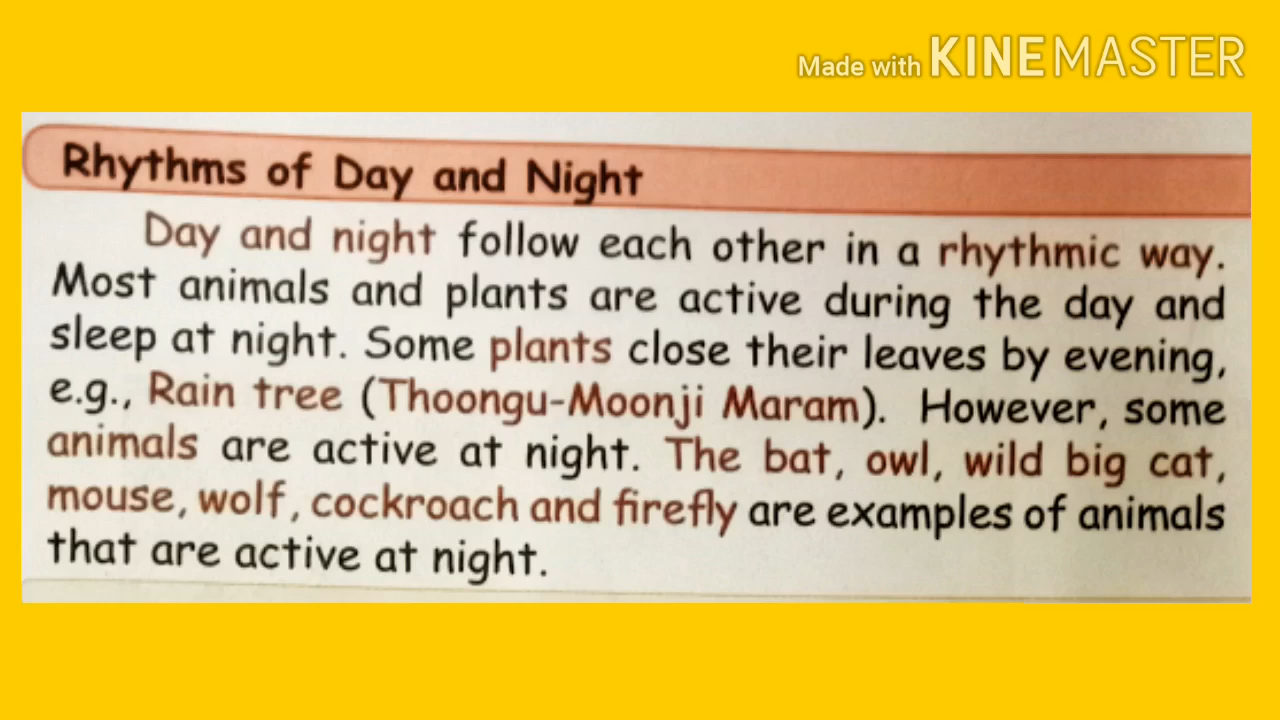 Made with KINEMASTER
Rhythms of Day and Night
Day and night follow each other in a rhythmic way.
Most animals and plants are active during the day and
sleep at night. Some plants close their leaves by evening,
e.g., Rain tree (Thoongu-Moonji Maram). However, some
animals are active at night. The bat, owl, wild big cat,
mouse, wolf, cockroach and firefly are examples of animals
that are active at night.